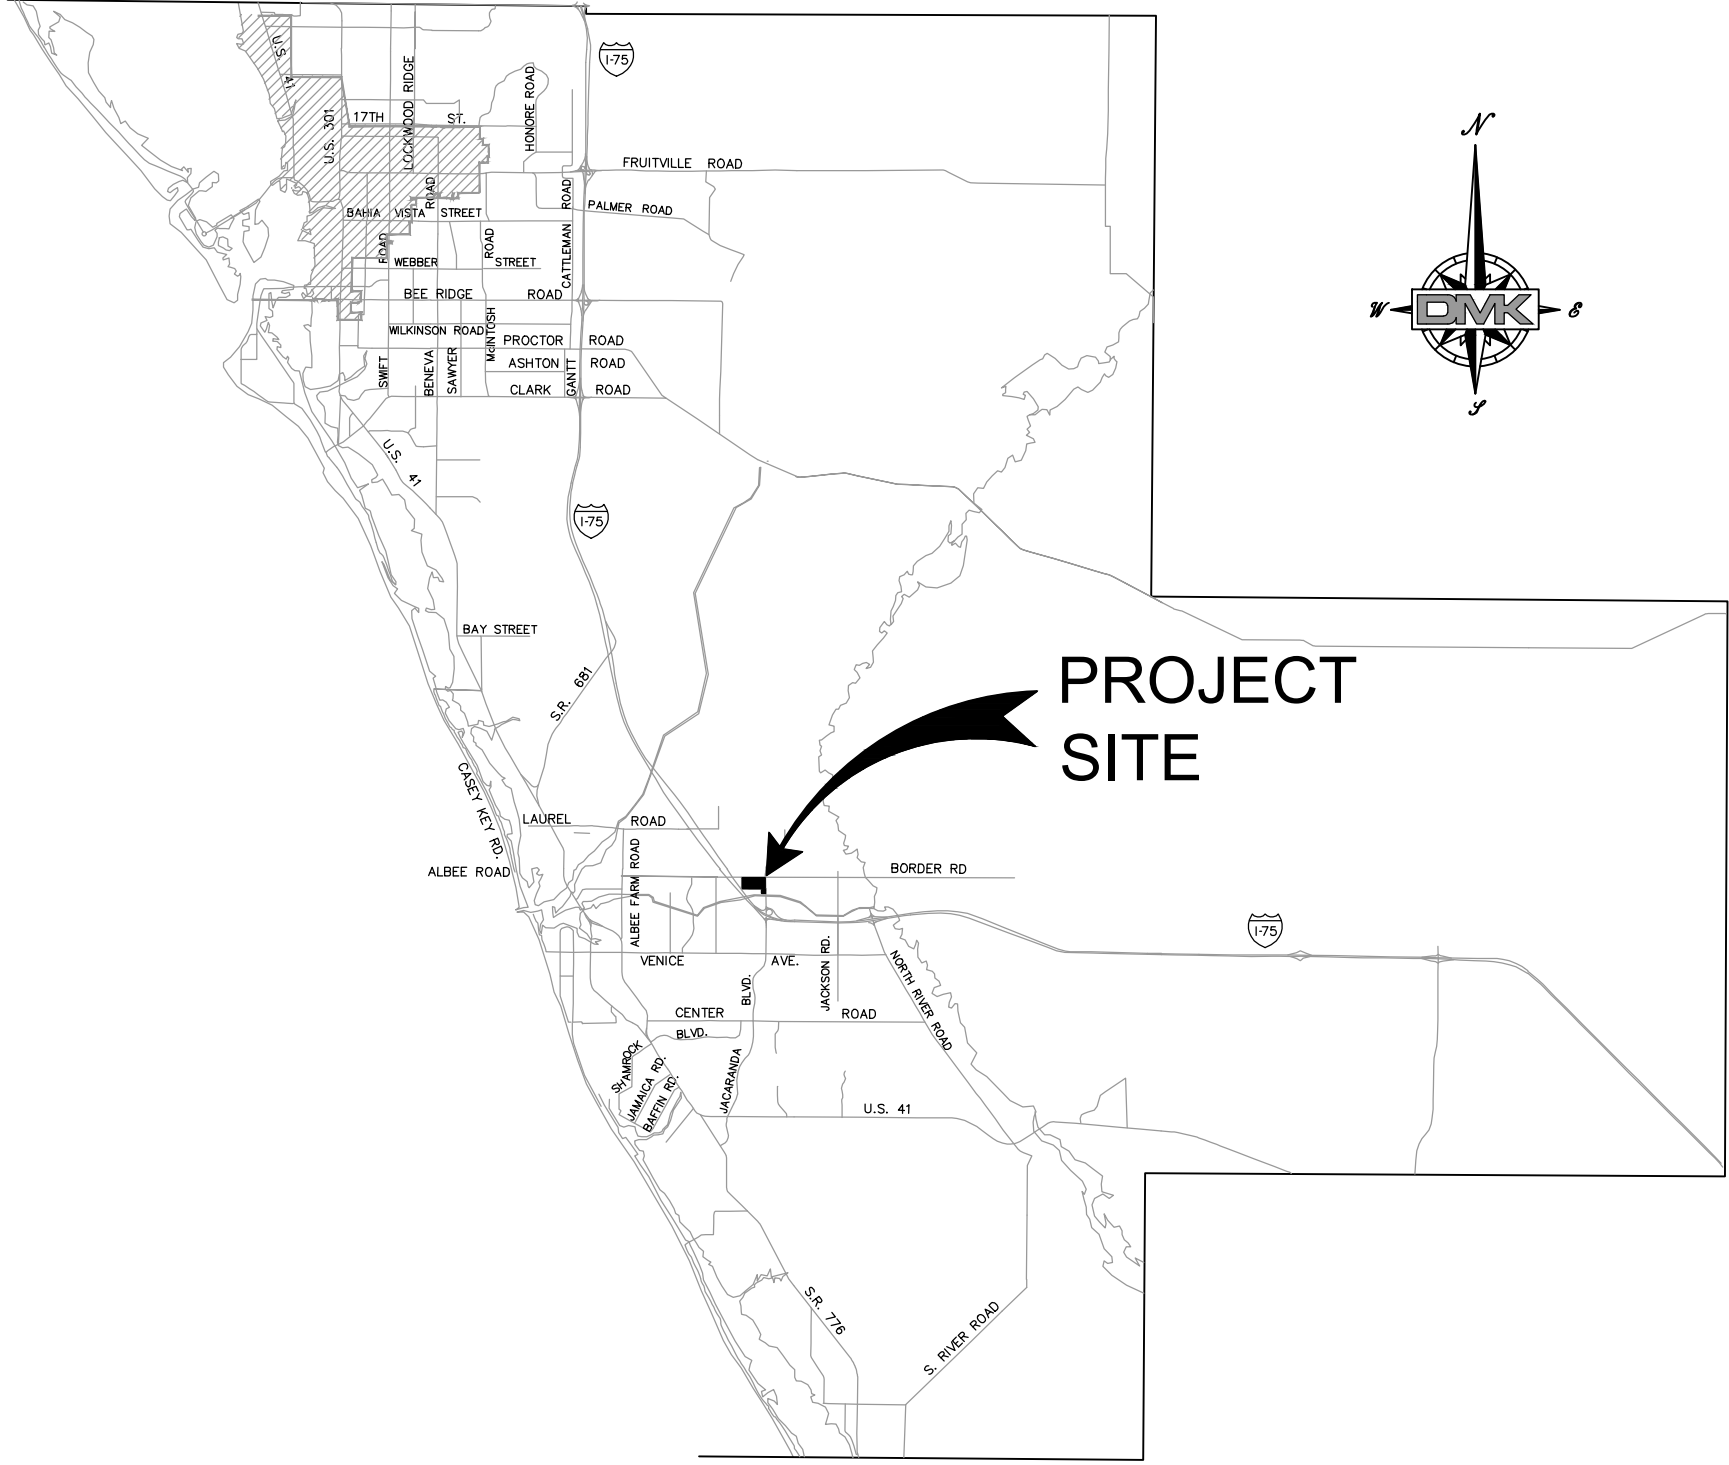 U.S. 41
I-75
U.S. 301
17TH ST.
LOCKWOOD RIDGE ROAD
HONORE ROAD
FRUITVILLE ROAD
PALMER ROAD
BAHIA VISTA STREET
CATTLEMAN ROAD
WEBBER STREET
BEE RIDGE ROAD
WILKINSON ROAD
McINTOSH ROAD
PROCTOR ROAD
ASHTON ROAD
SWIFT ROAD
BENEVA
SAWYER
GANTT
CLARK ROAD
N
W
DMK
E
S
U.S. 41
I-75
BAY STREET
S.R. 681
PROJECT
SITE
CASEY KEY RD.
LAUREL ROAD
ALBEE ROAD
ALBEE FARM ROAD
BORDER RD
I-75
VENICE AVE.
JACKSON RD.
NORTH RIVER ROAD
CENTER ROAD
SHAMROCK BLVD.
JAMAICA RD.
BAFFIN RD.
JACARANDA BLVD.
U.S. 41
S.R. 776
S. RIVER ROAD